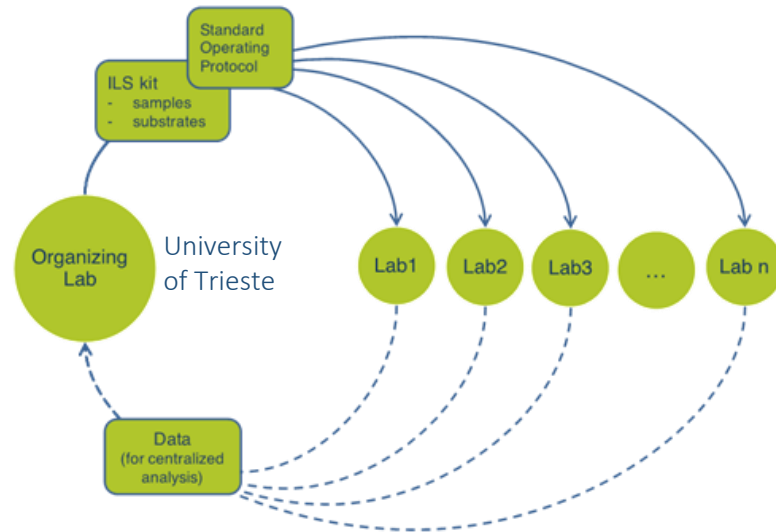 Standard
Operating
Protocol
ILS kit
- samples
- substrates
Organizing
Lab
University
of Trieste
Lab1
Lab2
Lab3
...
Lab n
Data
(for centralized
analysis)